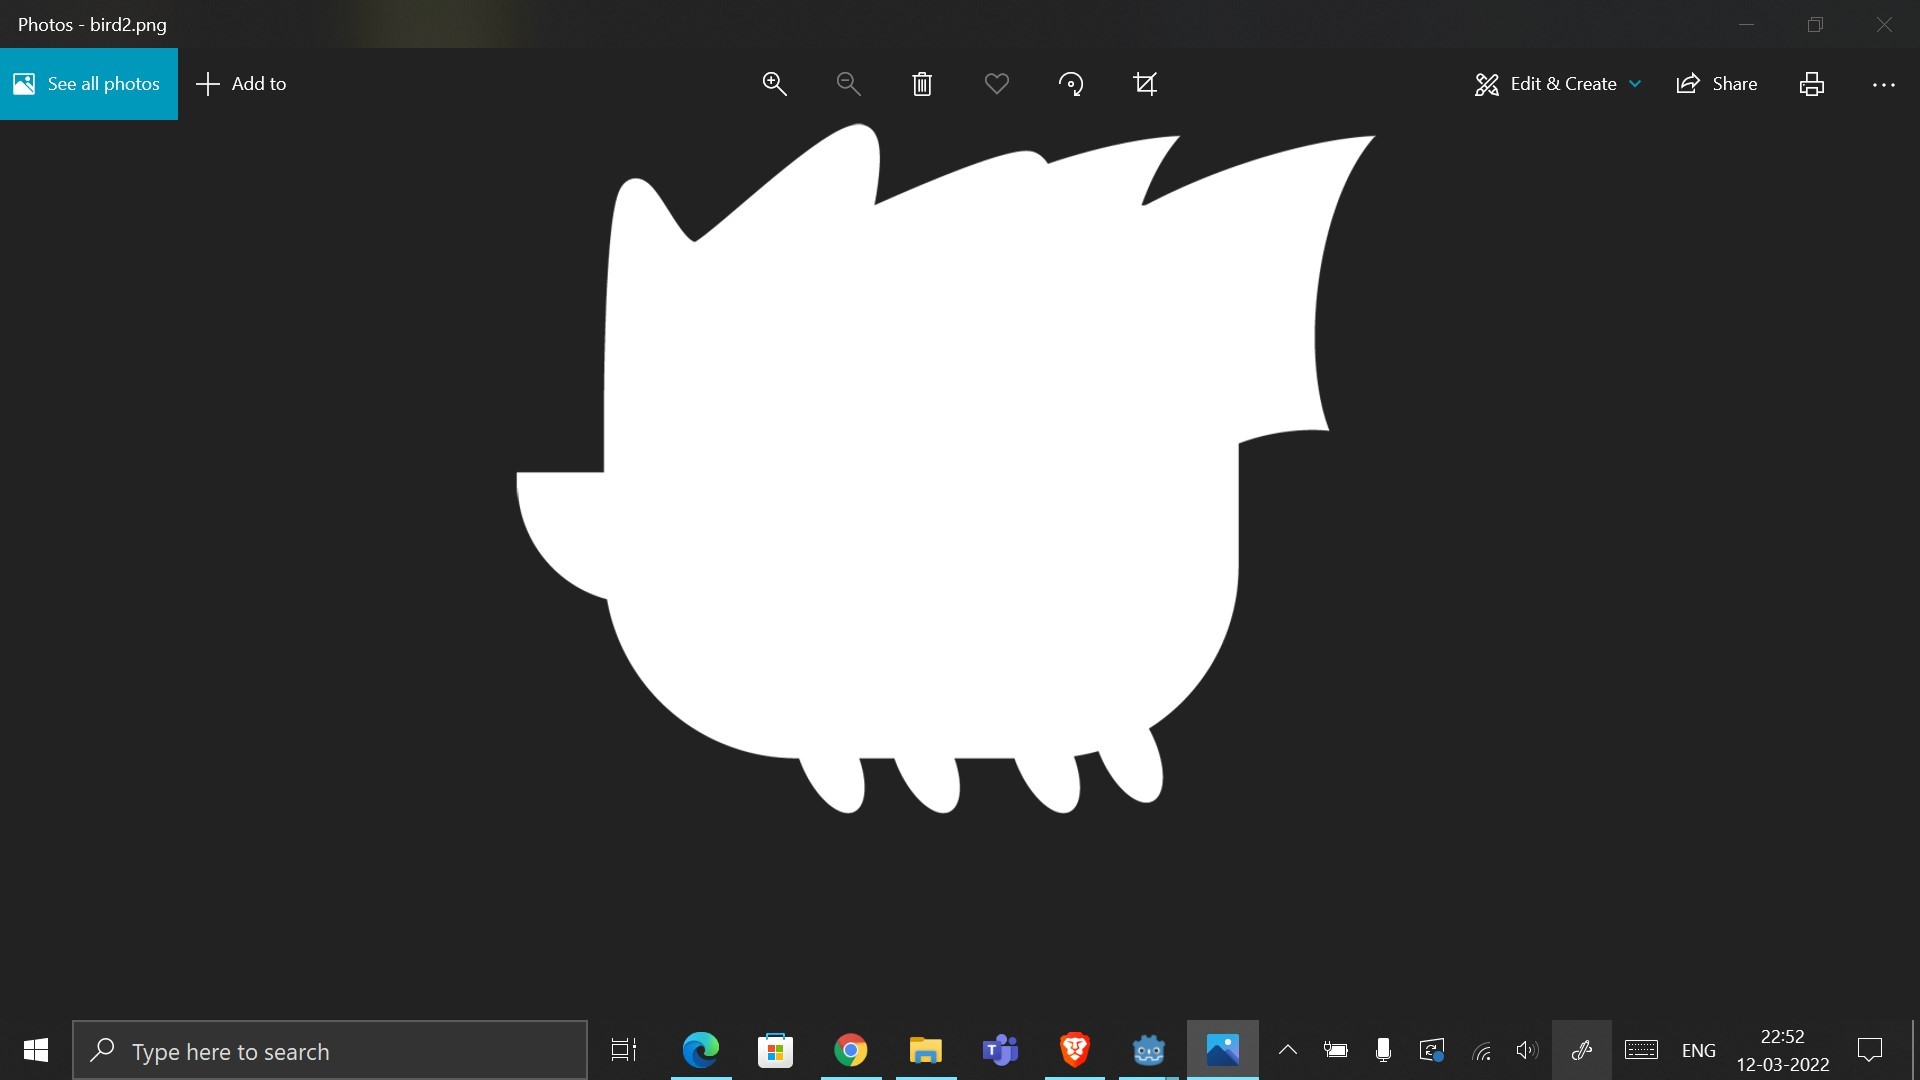 Photos - bird2.png
See all photos
Add to
Edit & Create
Share
Type here to search
T
ENG
22:52
12-03-2022